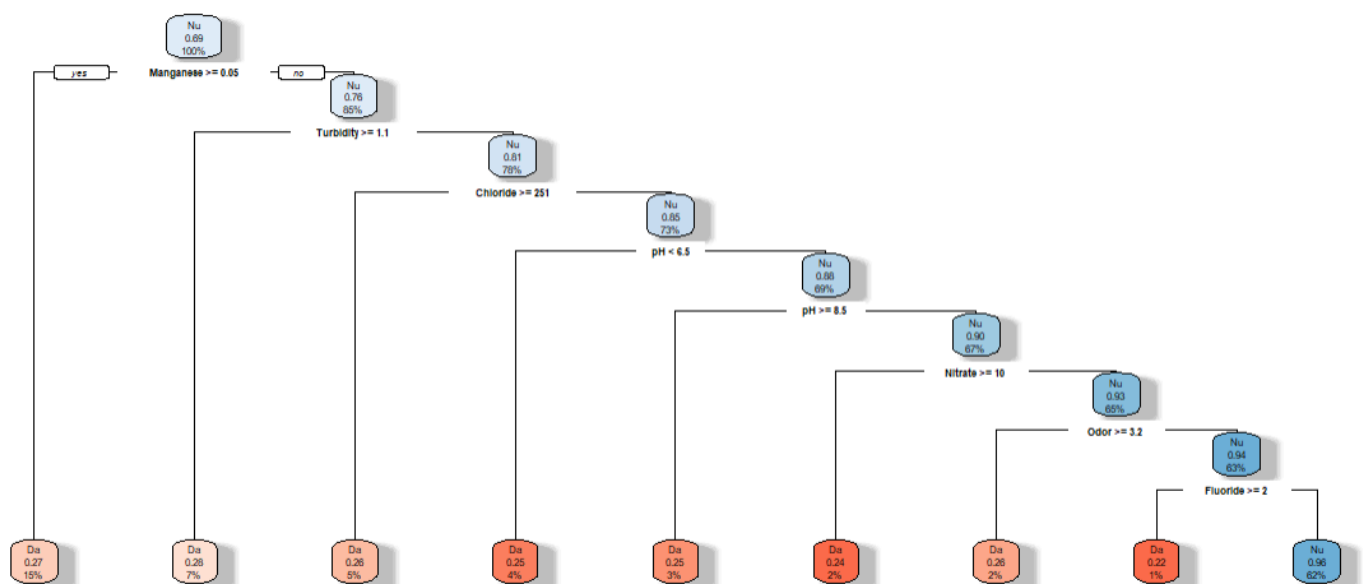 Nu
0.69
100%
yes
Manganese >= 0.05
no
Nu
0.76
85%
Turbidity >= 1.1
Nu
0.81
78%
Chloride >= 251
Nu
0.85
73%
pH < 6.5
Nu
0.88
69%
pH >= 8.5
Nu
0.90
67%
Nitrate >= 10
Nu
0.93
65%
Odor >= 3.2
Nu
0.94
63%
Fluoride >= 2
Da
0.27
15%
Da
0.28
7%
Da
0.26
5%
Da
0.25
4%
Da
0.25
3%
Da
0.24
2%
Da
0.26
2%
Da
0.22
1%
Nu
0.96
62%